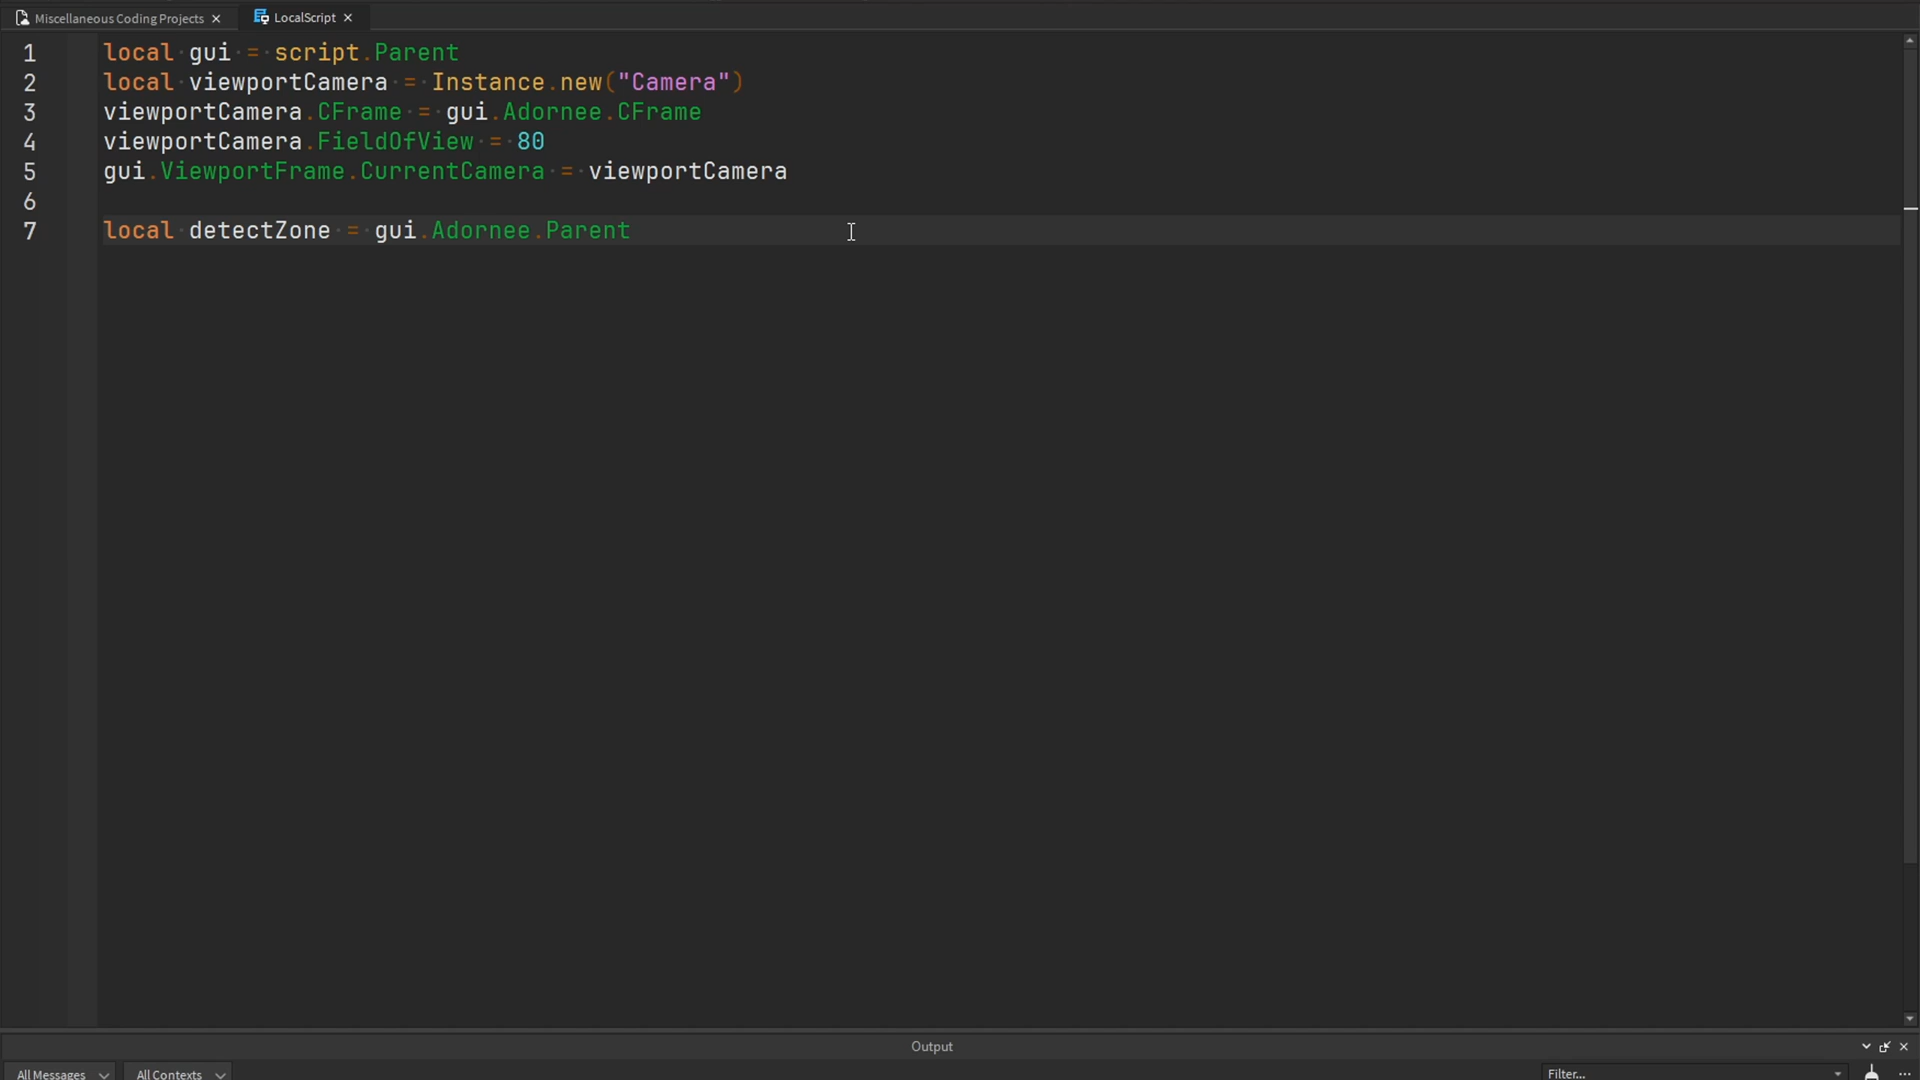 Miscellaneous Coding Projects
LocalScript
1 local gui = script.Parent
2 local viewportCamera = Instance.new("Camera")
3 viewportCamera.CFrame = gui.Adornee.CFrame
4 viewportCamera.FieldOfView = 80
5 gui.ViewportFrame.CurrentCamera = viewportCamera
6
7 local detectZone = gui.Adornee.Parent
Output
All Messages All Contexts Filter...